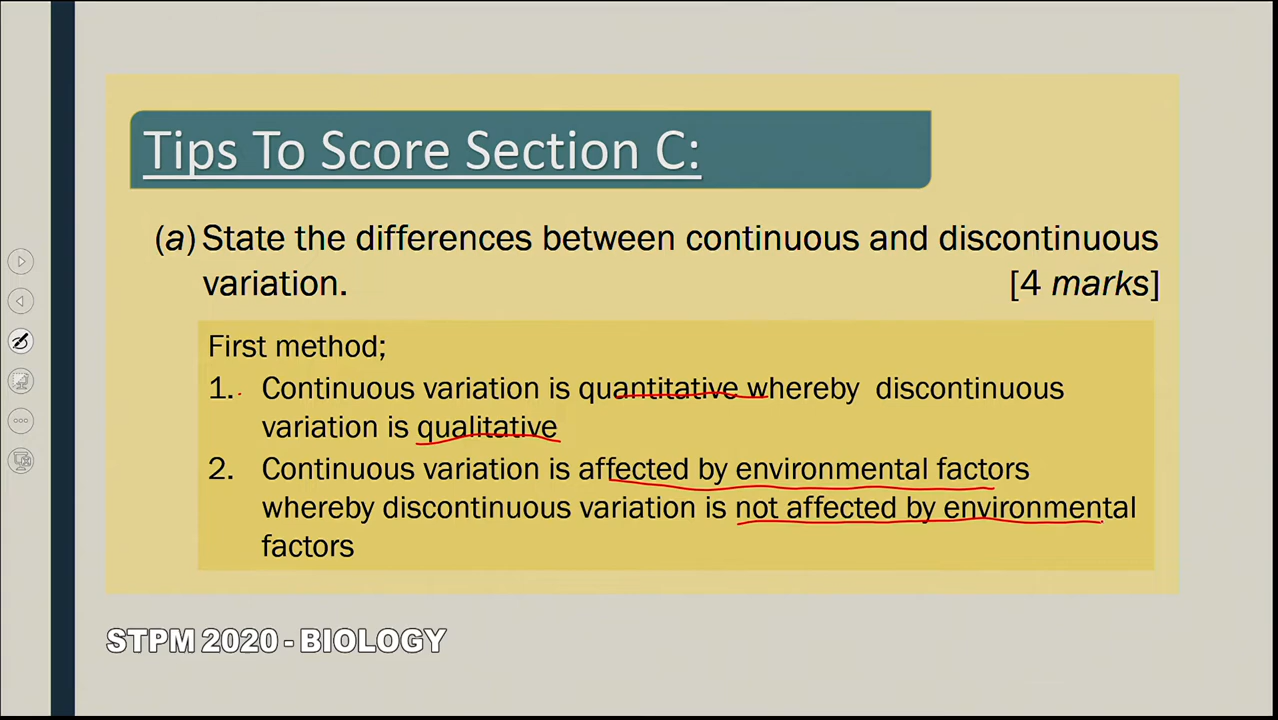 Tips To Score Section C:
(a) State the differences between continuous and discontinuous
variation. [4 marks]
First method;
1. Continuous variation is quantitative whereby discontinuous
variation is qualitative
2. Continuous variation is affected by environmental factors
whereby discontinuous variation is not affected by environmental
factors
STPM 2020 - BIOLOGY